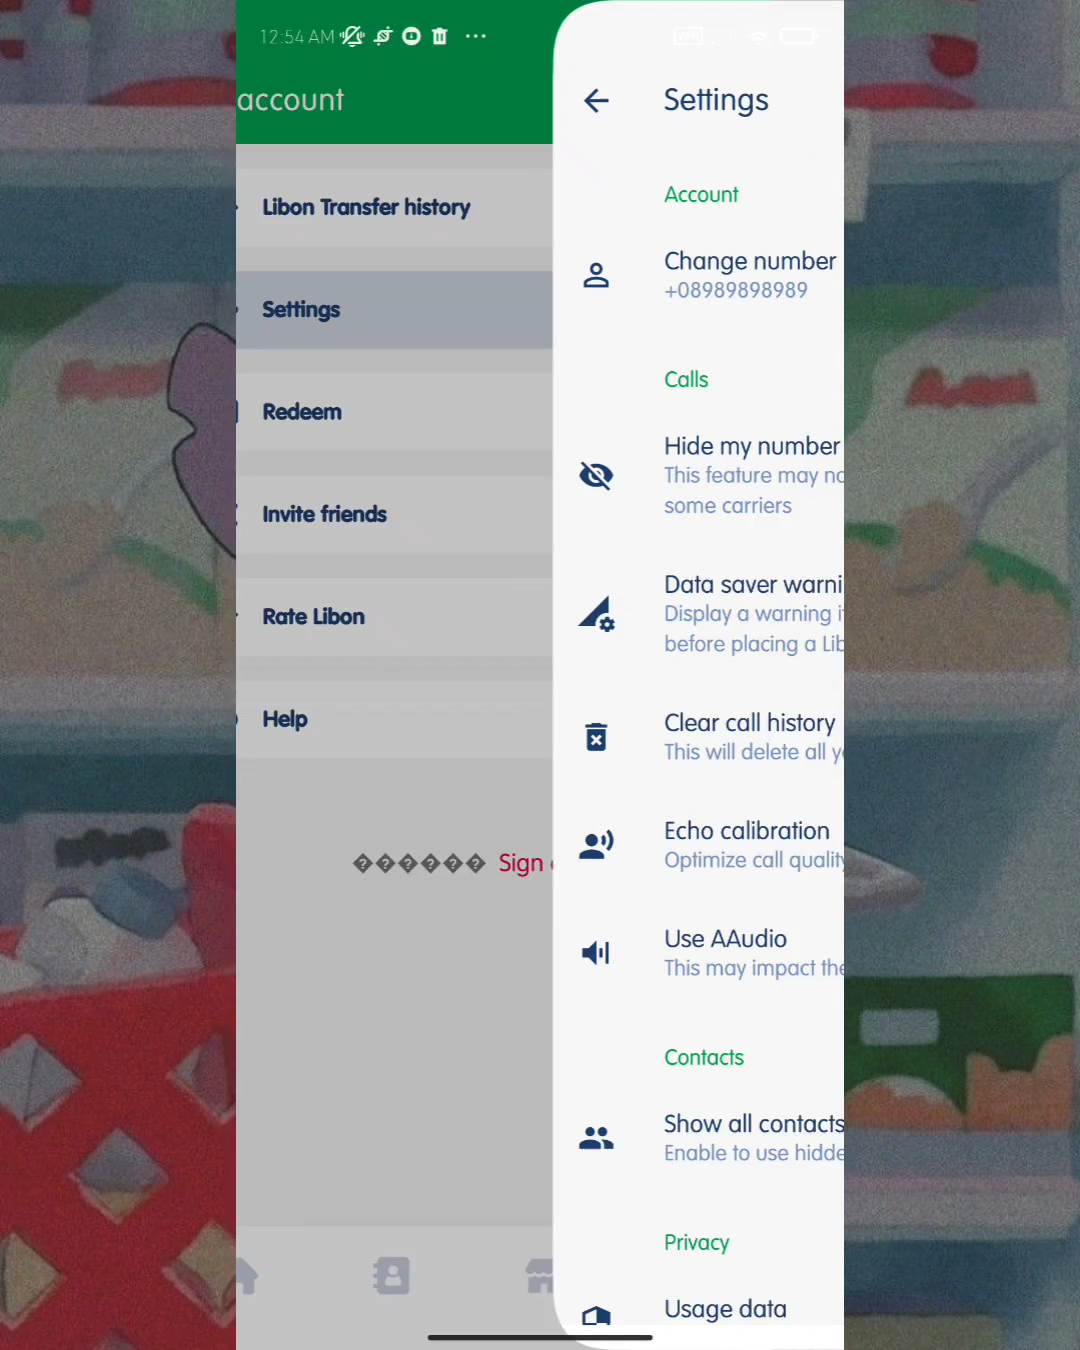 12:54 AM
account
Libon Transfer history
Settings
Redeem
Invite friends
Rate Libon
Help
������ Sign
Settings
Account
Change number
+08989898989
Calls
Hide my number
This feature may no
some carriers
Data saver warni
Display a warning i
before placing a Lib
Clear call history
This will delete all y
Echo calibration
Optimize call quality
Use AAudio
This may impact the
Contacts
Show all contacts
Enable to use hidde
Privacy
Usage data